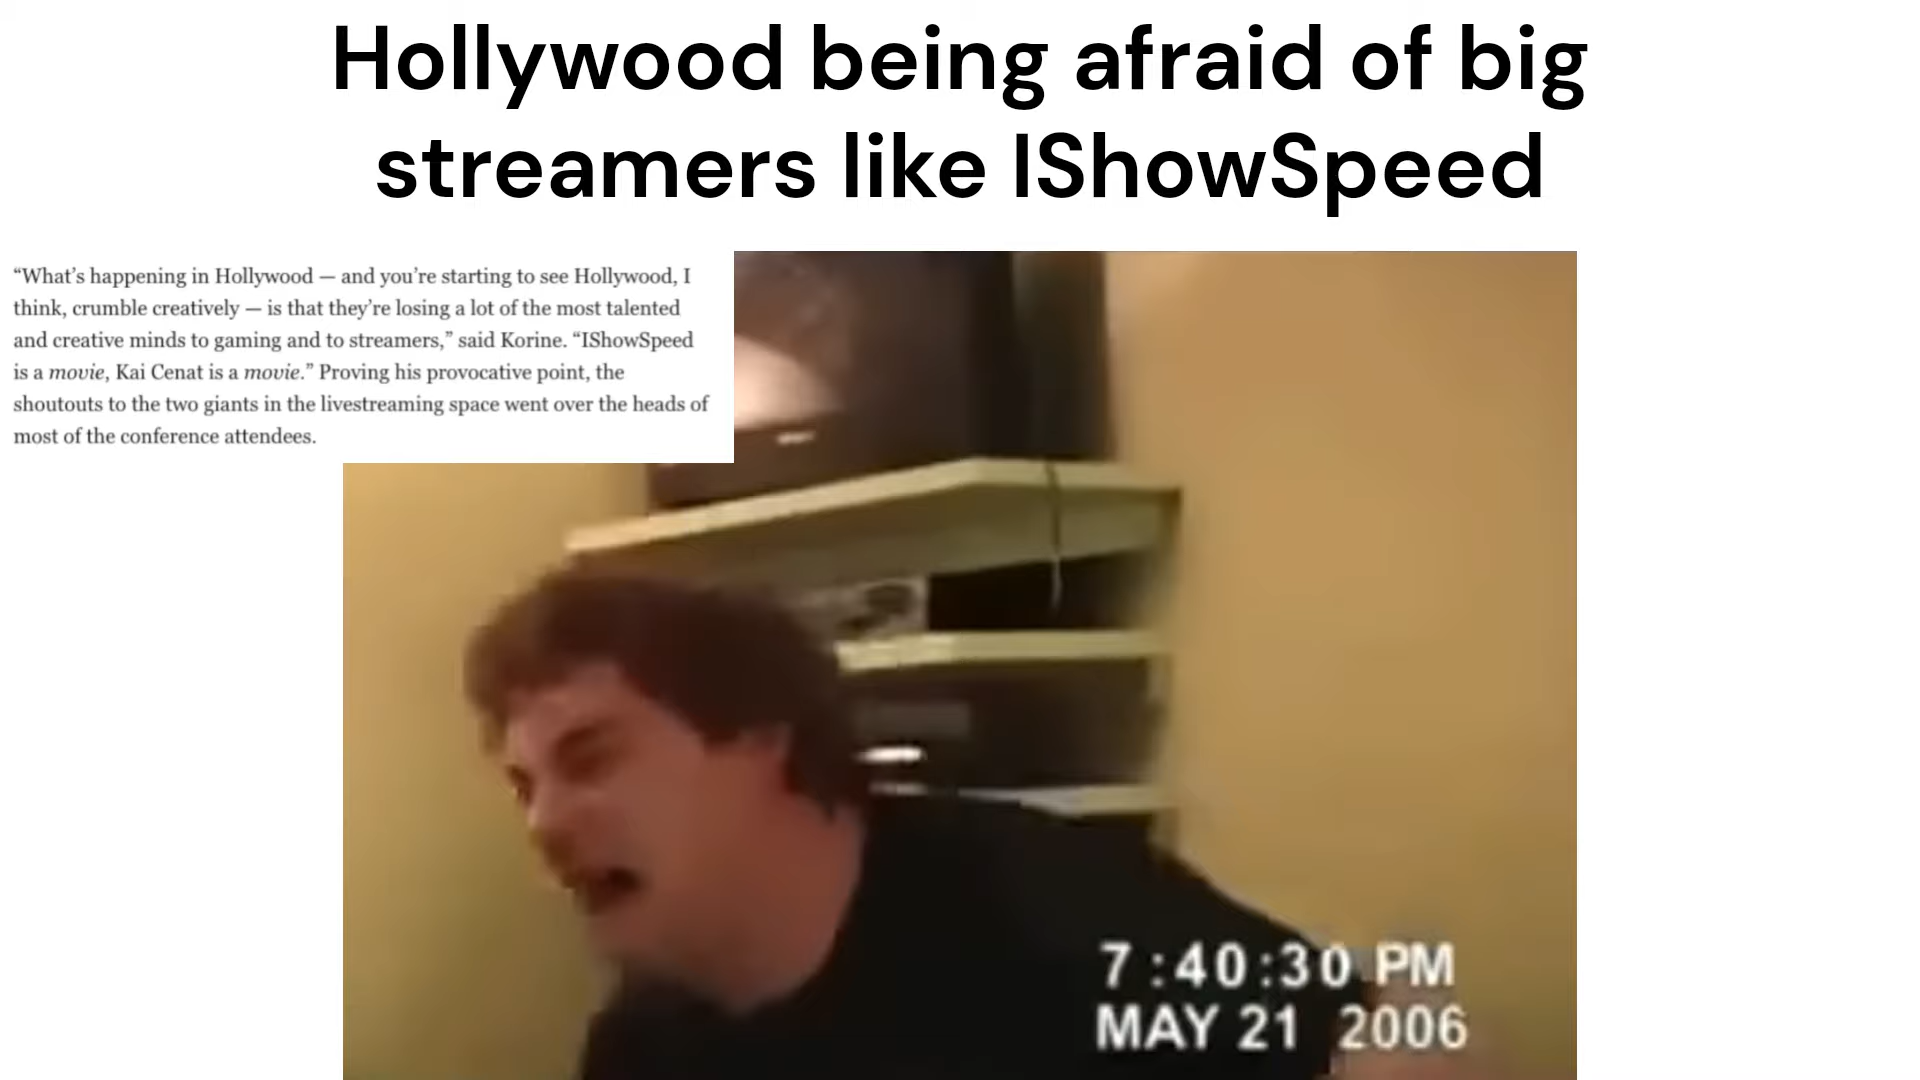 Hollywood being afraid of big
streamers like IShowSpeed
“What’s happening in Hollywood — and you’re starting to see Hollywood, I
think, crumble creatively — is that they’re losing a lot of the most talented
and creative minds to gaming and to streamers,” said Korine. “IShowSpeed
is a movie, Kai Cenat is a movie.” Proving his provocative point, the
shoutouts to the two giants in the livestreaming space went over the heads of
most of the conference attendees.
7:40:30 PM
MAY 21 2006